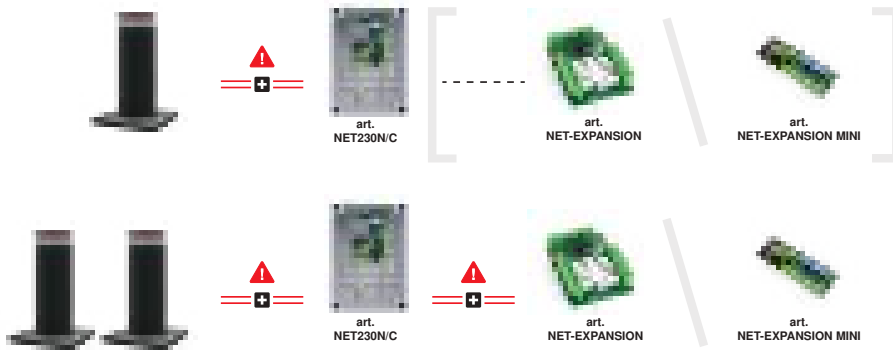 art.
NET230N/C
art.
NET-EXPANSION
art.
NET-EXPANSION MINI
art.
NET230N/C
art.
NET-EXPANSION
art.
NET-EXPANSION MINI